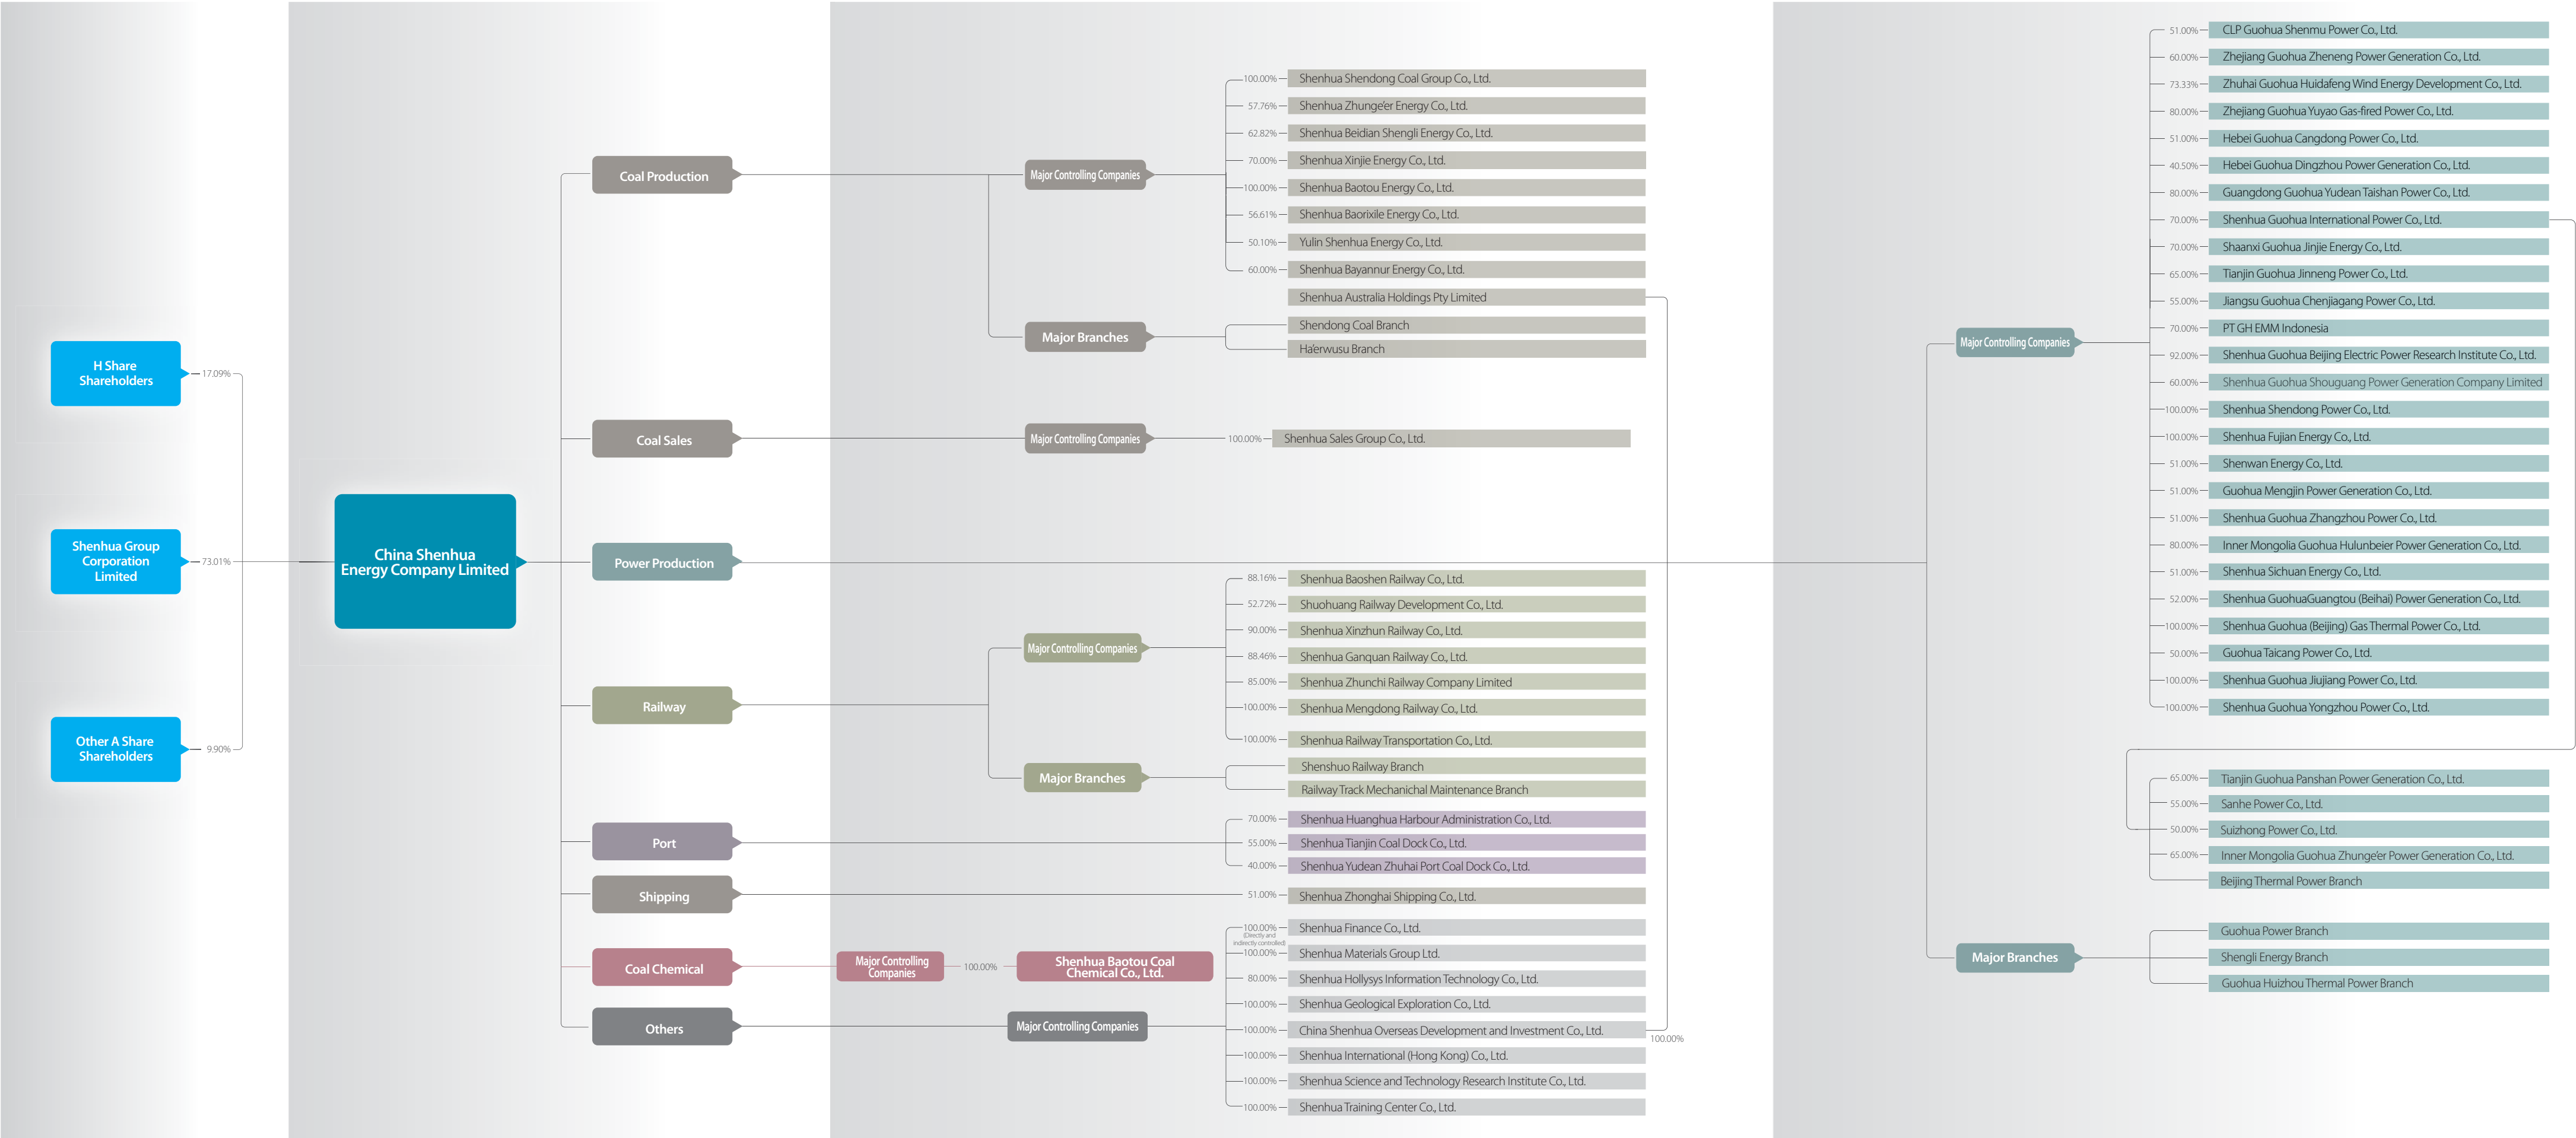 H Share
Shareholders
17.09%
Shenhua Group
Corporation
Limited
73.01%
Other A Share
Shareholders
9.90%
China Shenhua
Energy Company Limited
Coal Production
Major Controlling Companies
100.00% Shenhua Shendong Coal Group Co., Ltd.
57.76% Shenhua Zhunge'er Energy Co., Ltd.
62.82% Shenhua Beidian Shengli Energy Co., Ltd.
70.00% Shenhua Xinjie Energy Co., Ltd.
100.00% Shenhua Baotou Energy Co., Ltd.
56.61% Shenhua Baorixile Energy Co., Ltd.
50.10% Yulin Shenhua Energy Co., Ltd.
60.00% Shenhua Bayannur Energy Co., Ltd.
Shenhua Australia Holdings Pty Limited
Major Branches
Shendong Coal Branch
Ha'erwusu Branch
Coal Sales
Major Controlling Companies
100.00% Shenhua Sales Group Co., Ltd.
Power Production
Railway
Major Controlling Companies
88.16% Shenhua Baoshen Railway Co., Ltd.
52.72% Shuohuang Railway Development Co., Ltd.
90.00% Shenhua Xinzhun Railway Co., Ltd.
88.46% Shenhua Ganquan Railway Co., Ltd.
85.00% Shenhua Zhunchi Railway Company Limited
100.00% Shenhua Mengdong Railway Co., Ltd.
100.00% Shenhua Railway Transportation Co., Ltd.
Major Branches
Shenshuo Railway Branch
Railway Track Mechanichal Maintenance Branch
Port
70.00% Shenhua Huanghua Harbour Administration Co., Ltd.
55.00% Shenhua Tianjin Coal Dock Co., Ltd.
40.00% Shenhua Yudean Zhuhai Port Coal Dock Co., Ltd.
Shipping
51.00% Shenhua Zhonghai Shipping Co., Ltd.
Coal Chemical
Major Controlling
Companies
100.00%
Shenhua Baotou Coal
Chemical Co., Ltd.
Others
Major Controlling Companies
100.00% Shenhua Finance Co., Ltd.
(Directly and
indirectly controlled)
100.00% Shenhua Materials Group Ltd.
80.00% Shenhua Hollysys Information Technology Co., Ltd.
100.00% Shenhua Geological Exploration Co., Ltd.
100.00% China Shenhua Overseas Development and Investment Co., Ltd.
100.00%
100.00% Shenhua International (Hong Kong) Co., Ltd.
100.00% Shenhua Science and Technology Research Institute Co., Ltd.
100.00% Shenhua Training Center Co., Ltd.
Major Controlling Companies
51.00% CLP Guohua Shenmu Power Co., Ltd.
60.00% Zhejiang Guohua Zheneng Power Generation Co., Ltd.
73.33% Zhuhai Guohua Huidafeng Wind Energy Development Co., Ltd.
80.00% Zhejiang Guohua Yuyao Gas-fired Power Co., Ltd.
51.00% Hebei Guohua Cangdong Power Co., Ltd.
40.50% Hebei Guohua Dingzhou Power Generation Co., Ltd.
80.00% Guangdong Guohua Yudean Taishan Power Co., Ltd.
70.00% Shenhua Guohua International Power Co., Ltd.
70.00% Shaanxi Guohua Jinjie Energy Co., Ltd.
65.00% Tianjin Guohua Jinneng Power Co., Ltd.
55.00% Jiangsu Guohua Chenjiagang Power Co., Ltd.
70.00% PT GH EMM Indonesia
92.00% Shenhua Guohua Beijing Electric Power Research Institute Co., Ltd.
60.00% Shenhua Guohua Shouguang Power Generation Company Limited
100.00% Shenhua Shendong Power Co., Ltd.
100.00% Shenhua Fujian Energy Co., Ltd.
51.00% Shenwan Energy Co., Ltd.
51.00% Guohua Mengjin Power Generation Co., Ltd.
51.00% Shenhua Guohua Zhangzhou Power Co., Ltd.
80.00% Inner Mongolia Guohua Hulunbeier Power Generation Co., Ltd.
51.00% Shenhua Sichuan Energy Co., Ltd.
52.00% Shenhua GuohuaGuangtou (Beihai) Power Generation Co., Ltd.
100.00% Shenhua Guohua (Beijing) Gas Thermal Power Co., Ltd.
50.00% Guohua Taicang Power Co., Ltd.
100.00% Shenhua Guohua Jiujiang Power Co., Ltd.
100.00% Shenhua Guohua Yongzhou Power Co., Ltd.
65.00% Tianjin Guohua Panshan Power Generation Co., Ltd.
55.00% Sanhe Power Co., Ltd.
50.00% Suizhong Power Co., Ltd.
65.00% Inner Mongolia Guohua Zhunge'er Power Generation Co., Ltd.
Beijing Thermal Power Branch
Major Branches
Guohua Power Branch
Shengli Energy Branch
Guohua Huizhou Thermal Power Branch